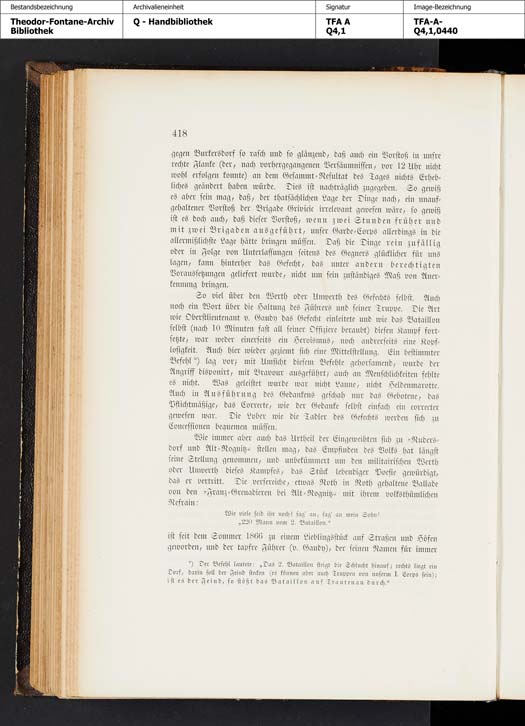 Bestandsbezeichnung
Archivalieneinheit
Signatur
Image-Bezeichnung
Theodor-Fontane-Archiv
Bibliothek
Q - Handbibliothek
TFA A
Q4,1
TFA-A-
Q4,1,0440
418
gegen Burkersdorf so rasch und so glänzend, daß auch ein Vorstoß in unsre
rechte Flanke (der, nach vorhergegangenen Versäumnissen, vor 12 Uhr nicht
wohl erfolgen konnte) an dem Gesammt-Resultat des Tages nichts Erheb-
liches geändert haben würde. Dies ist nachträglich zugegeben. So gewiß
es aber sein mag, daß, der thatsächlichen Lage der Dinge nach, ein unauf-
gehaltener Vorstoß der Brigade Grivicic irrelevant gewesen wäre, so gewiß
ist es doch auch, daß dieser Vorstoß, wenn zwei Stunden früher und
mit zwei Brigaden ausgeführt, unser Garde-Corps allerdings in die
allermißlichste Lage hätte bringen müssen. Daß die Dinge rein zufällig
oder in Folge von Unterlassungen seitens des Gegners glücklicher für uns
lagen, kann hinterher das Gefecht, das unter andern berechtigten
Voraussetzungen geliefert wurde, nicht um sein zuständiges Maß von Aner-
kennung bringen.
So viel über den Werth oder Unwerth des Gefechts selbst. Auch
noch ein Wort über die Haltung des Führers und seiner Truppe. Die Art
wie Oberstlieutenant v. Gaudy das Gefecht einleitete und wie das Bataillon
selbst (nach 10 Minuten fast all seiner Offiziere beraubt) diesen Kampf fort-
setzte, war weder einerseits ein Heroismus, noch andrerseits eine Kopf-
losigkeit. Auch hier wieder geziemt sich eine Mittelstellung. Ein bestimmter
Befehl *) lag vor; mit Umsicht diesem Befehle gehorsamend, wurde der
Angriff disponirt, mit Bravour ausgeführt; auch an Menschlichkeiten fehlte
es nicht. Was geleistet wurde war nicht Laune, nicht Heldenmarotte.
Auch in Ausführung des Gedankens geschah nur das Gebotene, das
Pflichtmäßige, das Correcte, wie der Gedanke selbst einfach ein correcter
gewesen war. Die Lober wie die Tadler des Gefechts werden sich zu
Concessionen bequemen müssen.
Wie immer aber auch das Urtheil der Eingeweihten sich zu »Ruders-
dorf und Alt-Rognitz« stellen mag, das Empfinden des Volks hat längst
seine Stellung genommen, und unbekümmert um den militairischen Werth
oder Unwerth dieses Kampfes, das Stück lebendiger Poesie gewürdigt,
das er vertritt. Die versreiche, etwas Roth in Roth gehaltene Ballade
von den »Franz-Grenadieren bei Alt-Rognitz« mit ihrem volksthümlichen
Refrain:
Wie viele seid ihr noch? sag' an, sag' an mein Sohn!
„220 Mann vom 2. Bataillon.“
ist seit dem Sommer 1866 zu einem Lieblingsstück auf Straßen und Höfen
geworden, und der tapfre Führer (v. Gaudy), der seinen Namen für immer
*) Der Befehl lautete: „Das 2. Bataillon steigt die Schlucht hinauf; rechts liegt ein
Dorf, darin soll der Feind stecken (es können aber auch Truppen von unserm I. Corps sein);
ist es der Feind, so stößt das Bataillon auf Trautenau durch.“